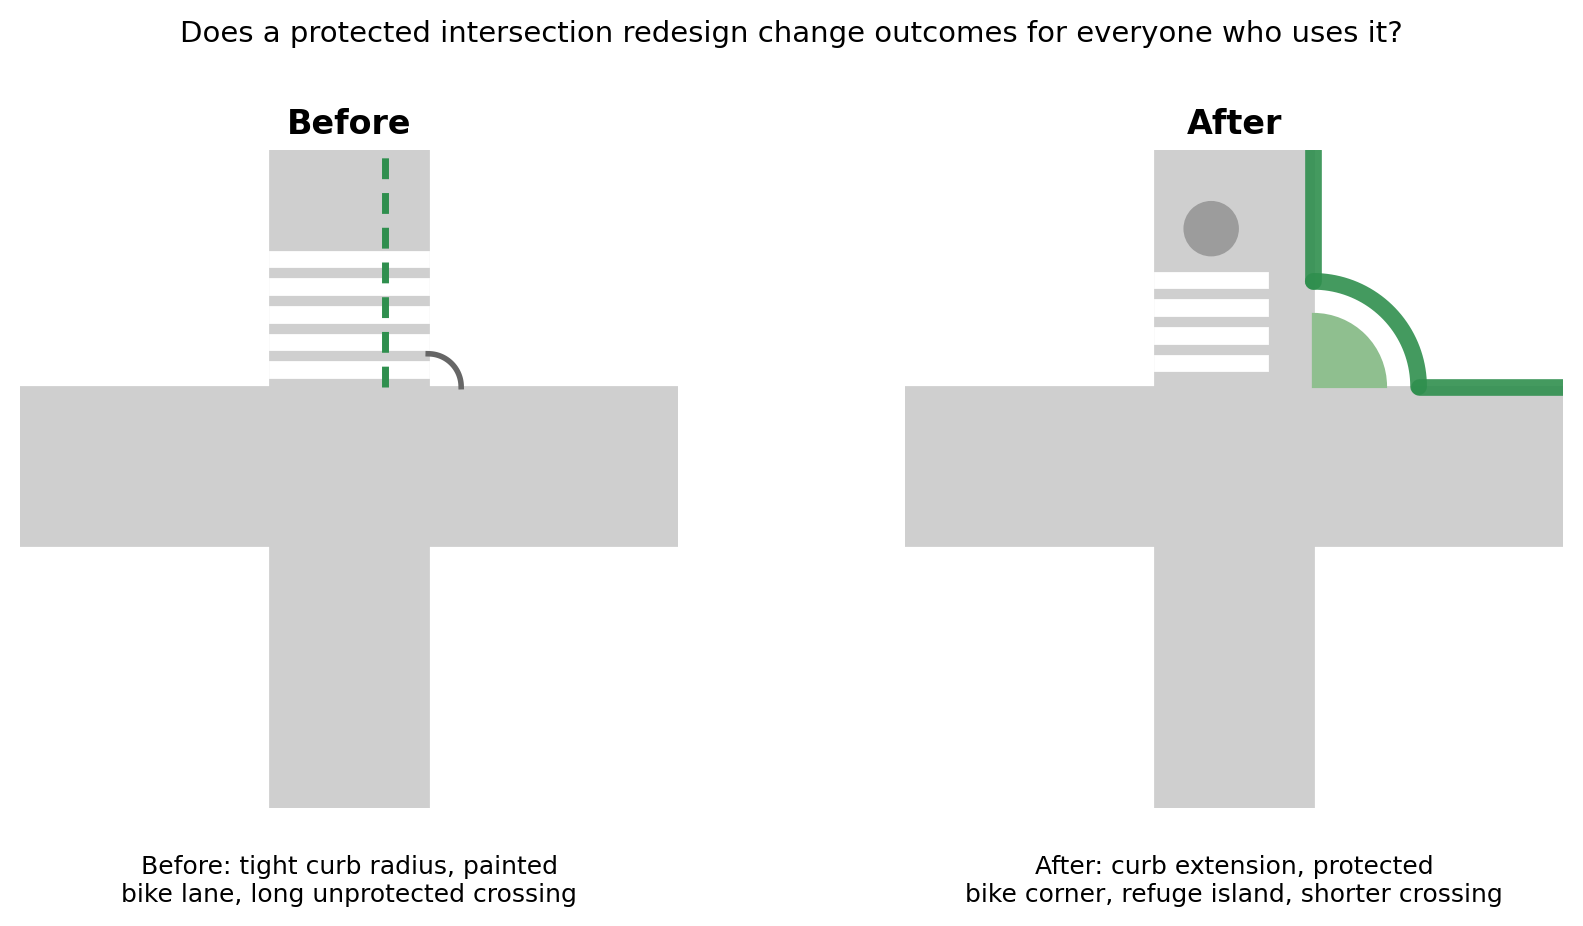 Does a protected intersection redesign change outcomes for everyone who uses it?
Before
After
Before: tight curb radius, painted
bike lane, long unprotected crossing
After: curb extension, protected
bike corner, refuge island, shorter crossing